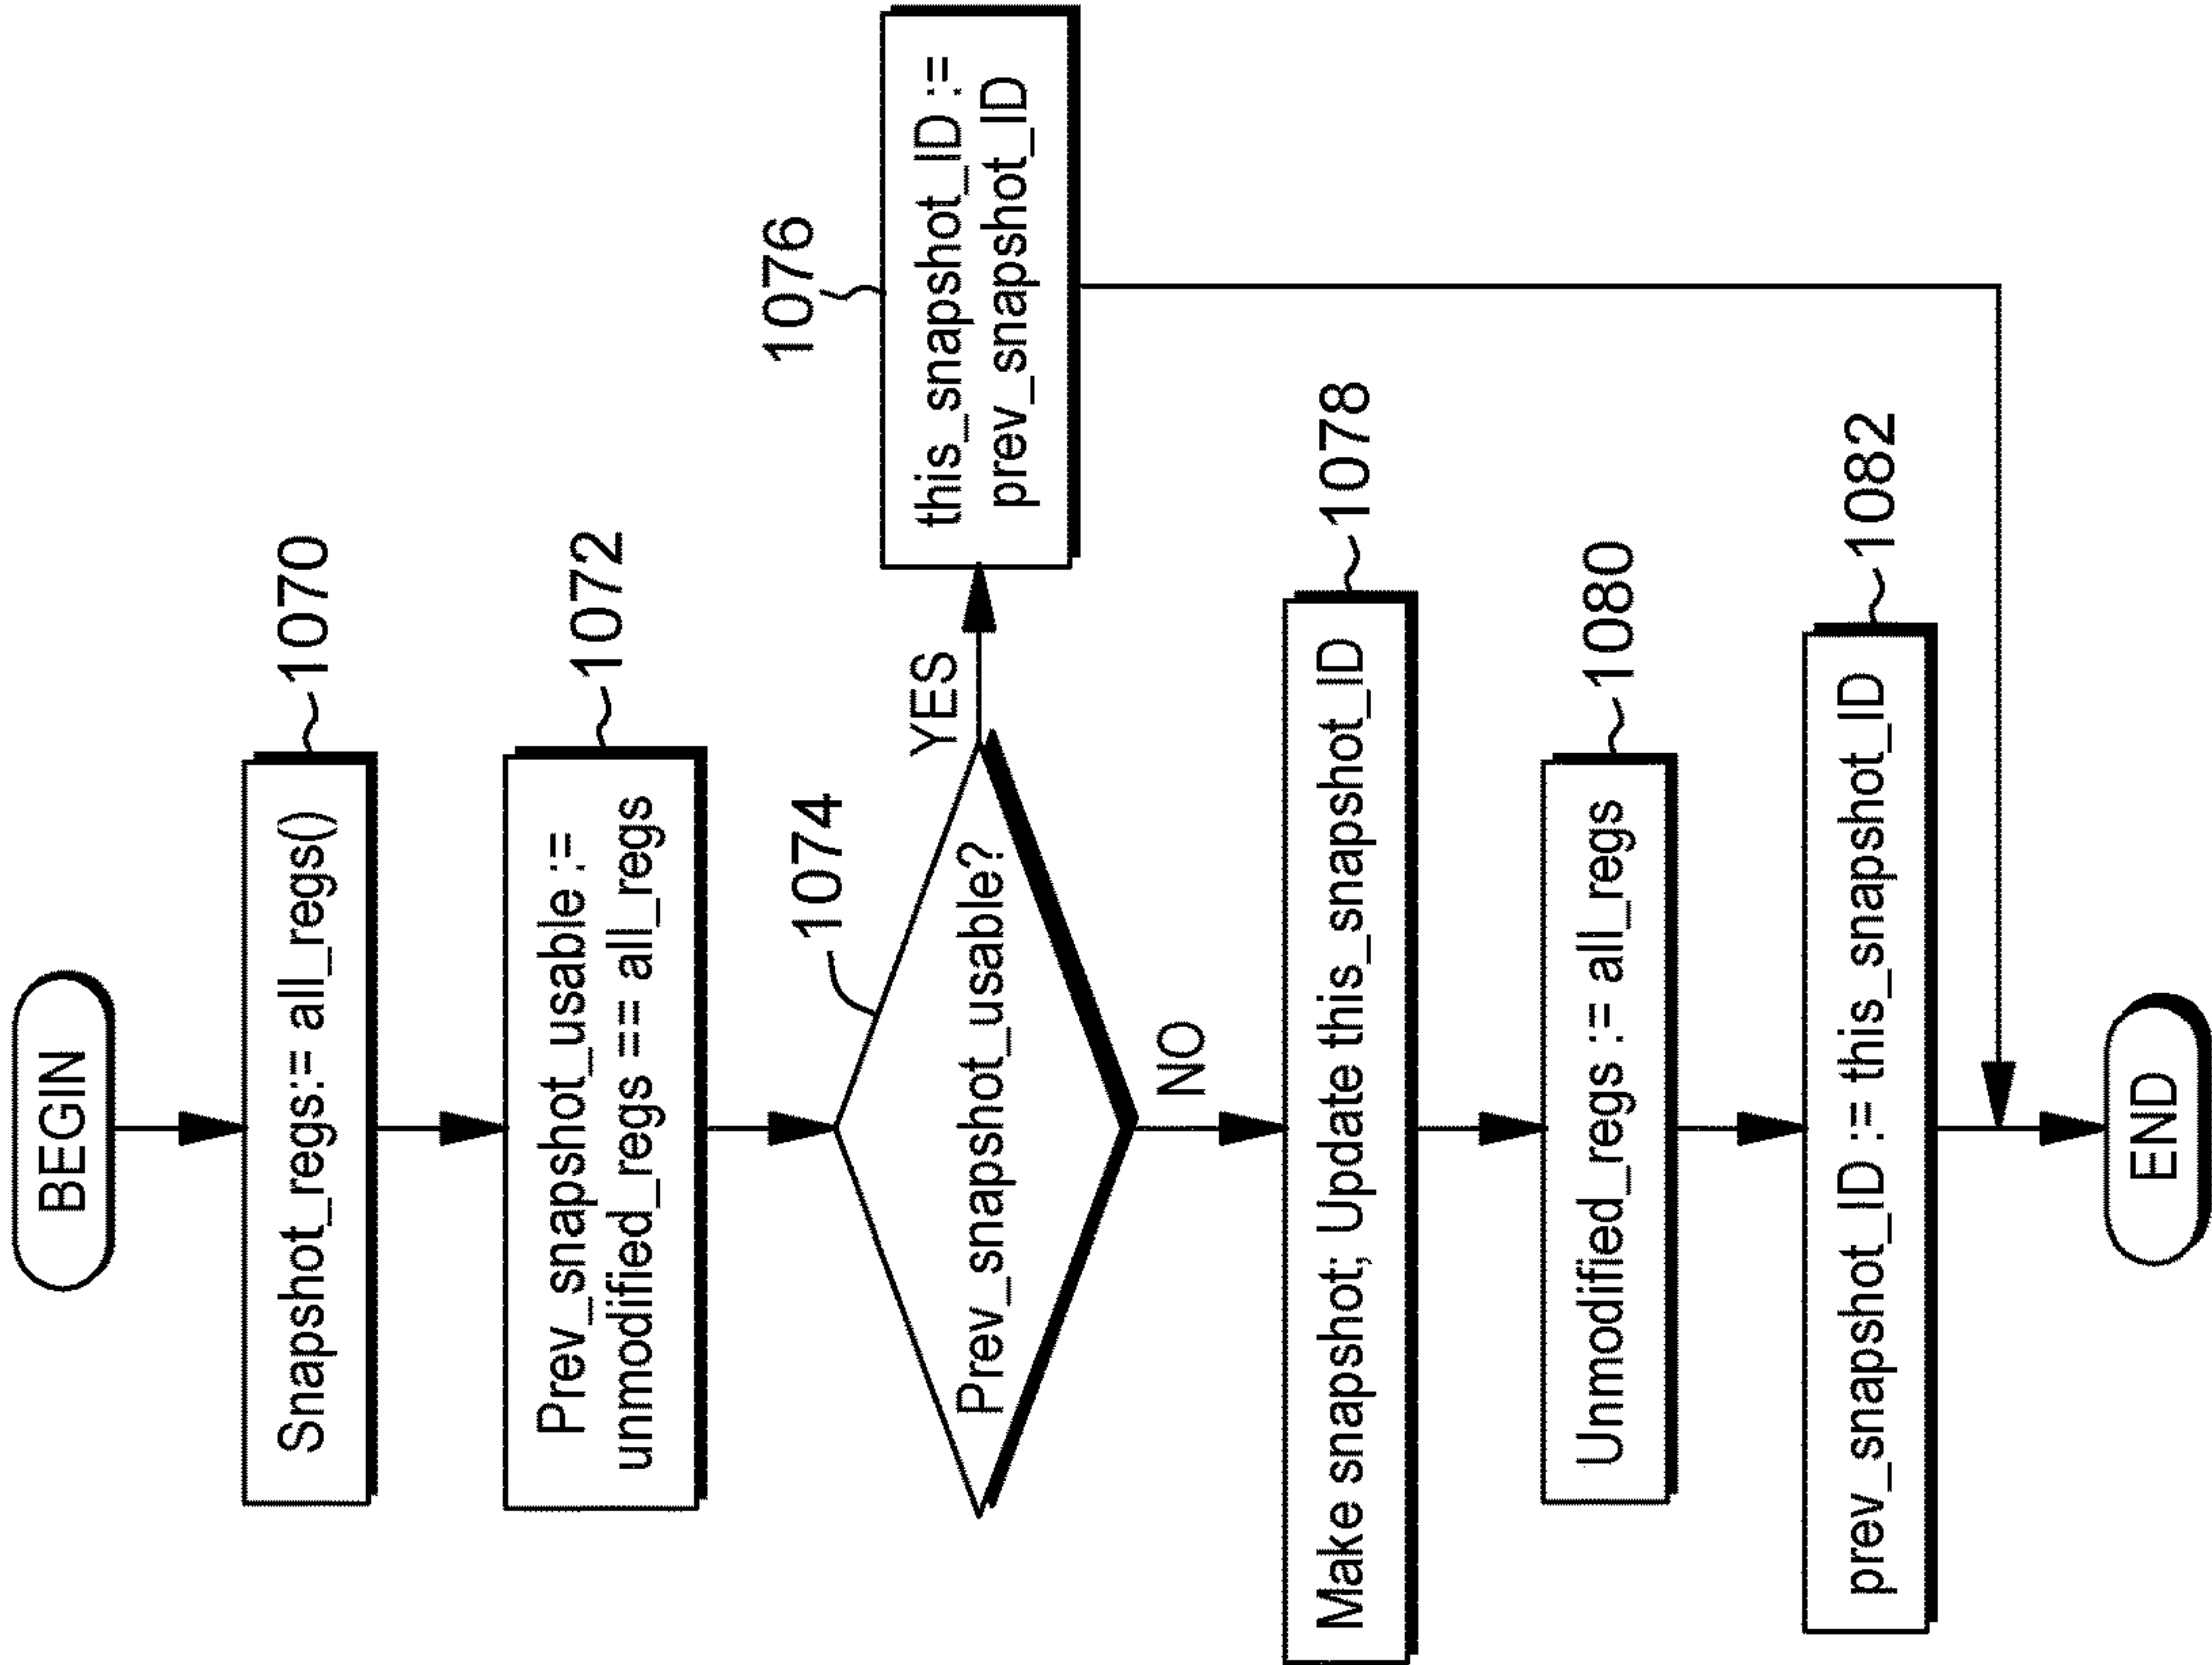 BEGIN
Snapshot_regs:= all_regs()
1070
Prev_snapshot_usable :=
unmodified_regs == all_regs
1072
Prev_snapshot_usable?
1074
YES
this_snapshot_ID :=
prev_snapshot_ID
1076
NO
Make snapshot; Update this_snapshot_ID
1078
Unmodified_regs := all_regs
1080
prev_snapshot_ID := this_snapshot_ID
1082
END